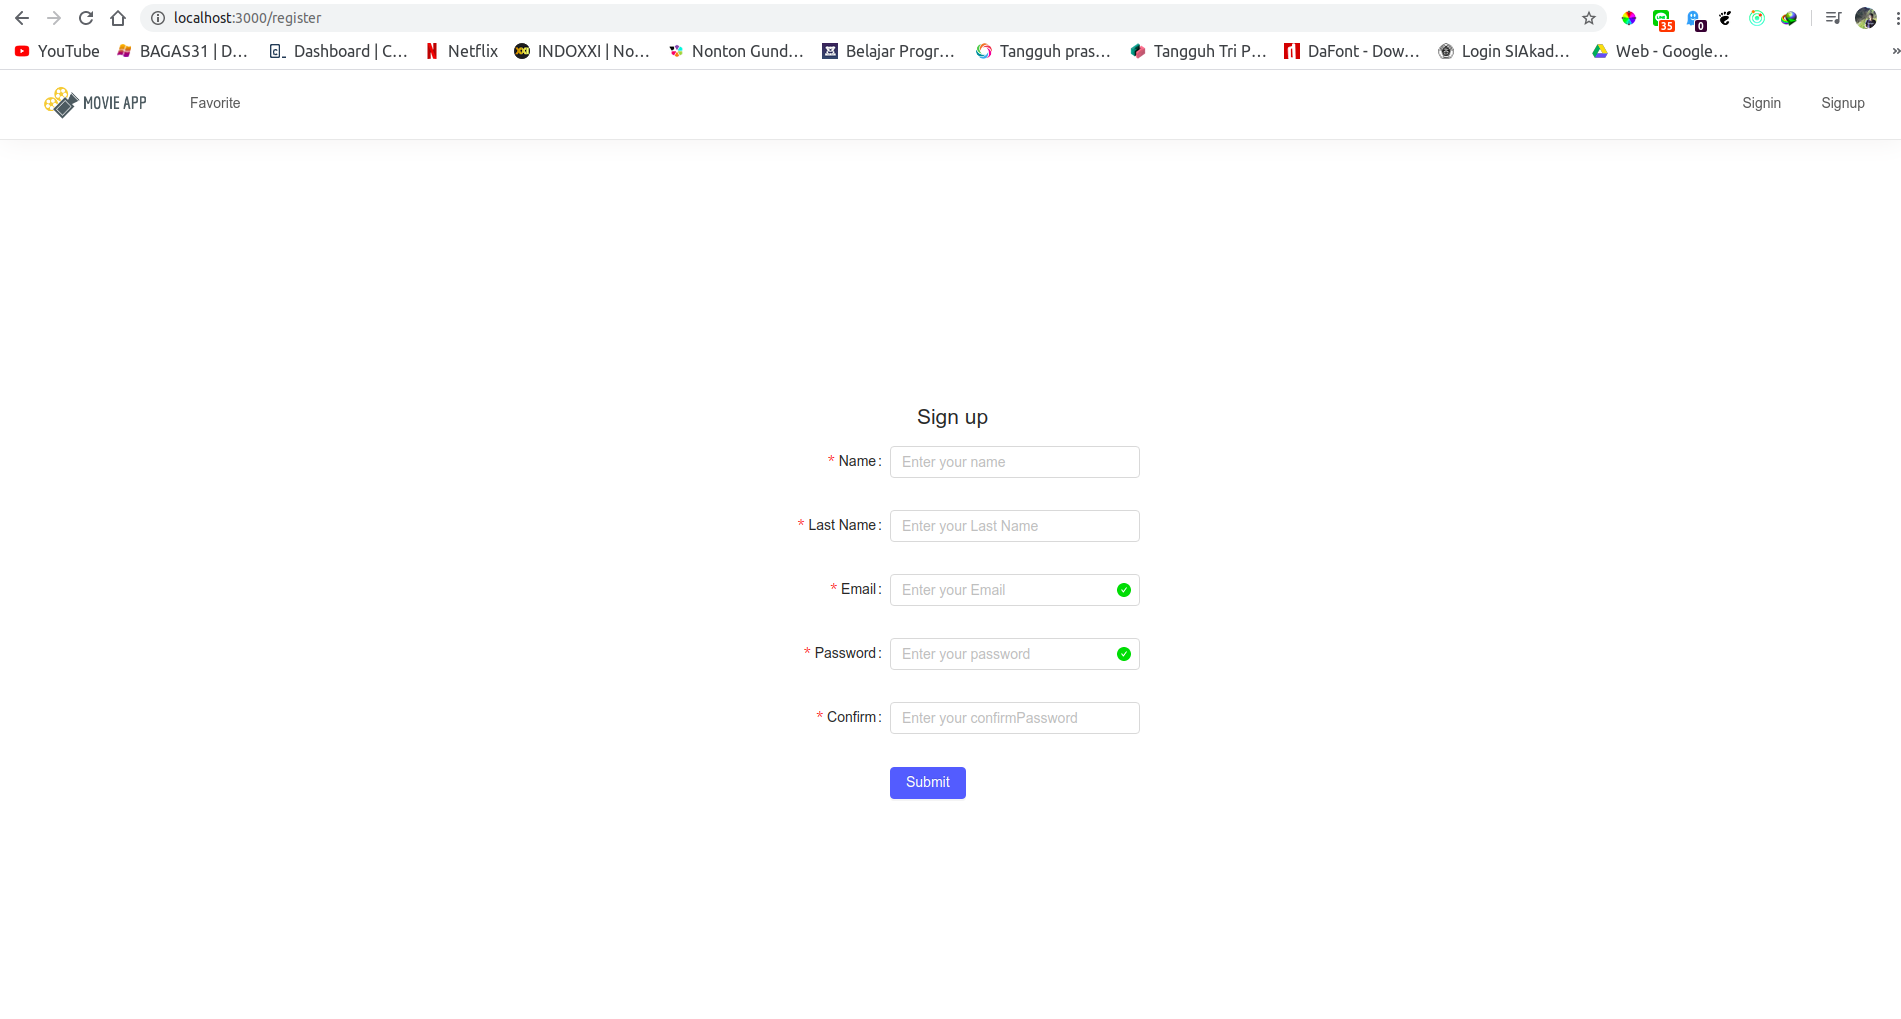 localhost:3000/register
35
0
YouTube BAGAS31 | D... Dashboard | C... Netflix INDOXXI | No... Nonton Gund... Belajar Progr... Tangguh pras... Tangguh Tri P... DaFont - Dow... Login SIAkad... Web - Google... »
MOVIE APP Favorite Signin Signup
Sign up
* Name : Enter your name
* Last Name : Enter your Last Name
* Email : Enter your Email
* Password : Enter your password
* Confirm : Enter your confirmPassword
Submit